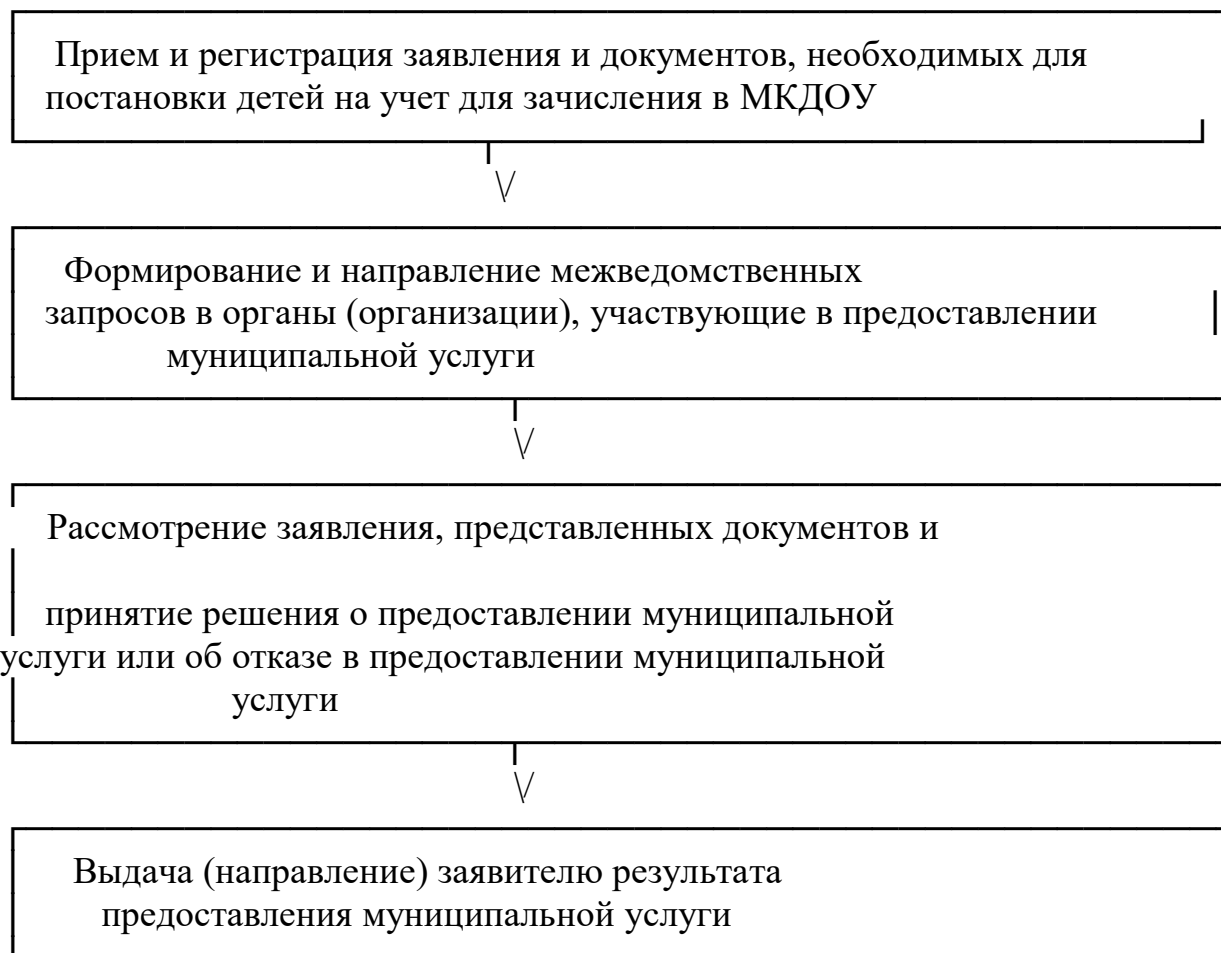 Прием и регистрация заявления и документов, необходимых для
постановки детей на учет для зачисления в МКДОУ
Формирование и направление межведомственных
запросов в органы (организации), участвующие в предоставлении
муниципальной услуги
Рассмотрение заявления, представленных документов и
принятие решения о предоставлении муниципальной
услуги или об отказе в предоставлении муниципальной
услуги
Выдача (направление) заявителю результата
предоставления муниципальной услуги